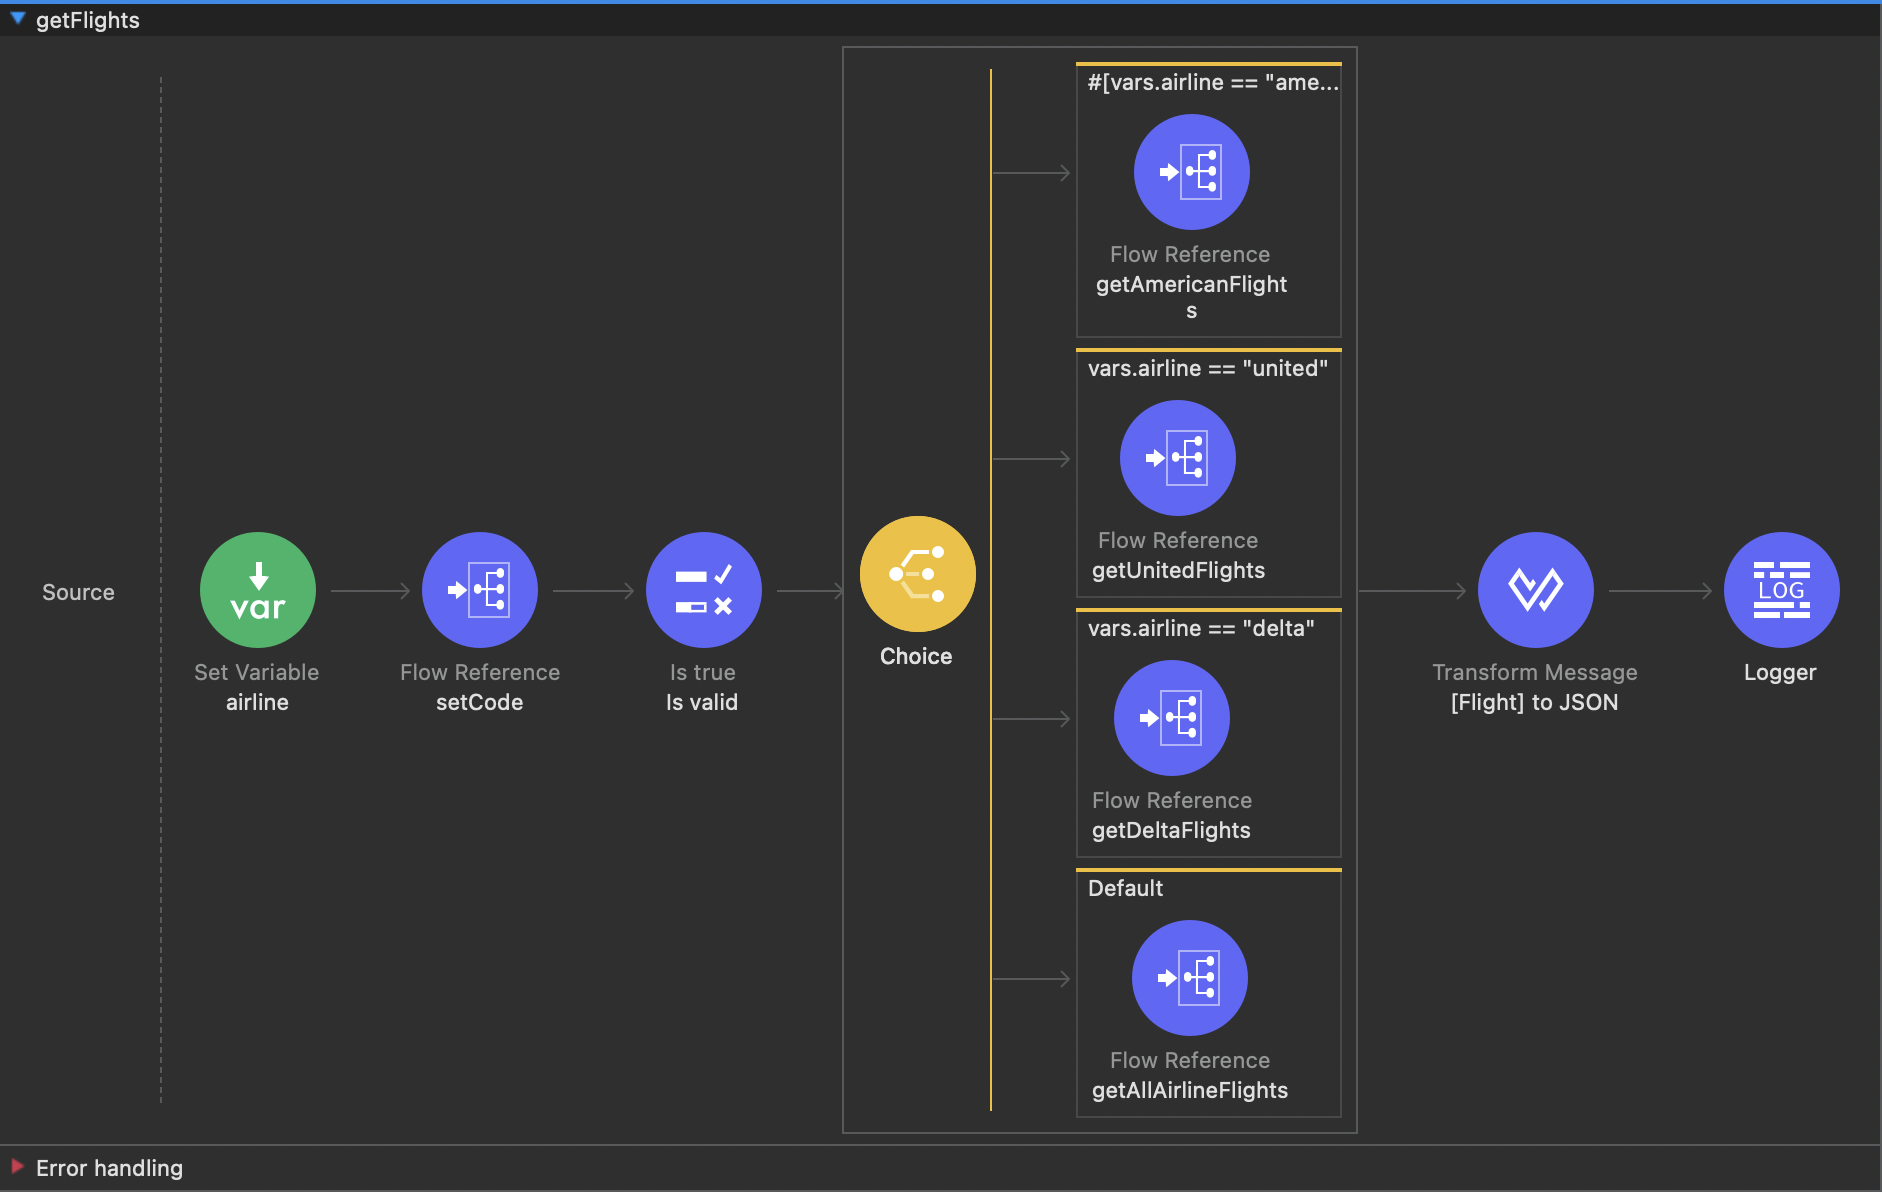 getFlights
Source
var
Set Variable
airline
Flow Reference
setCode
Is true
Is valid
Choice
#[vars.airline == "ame...
Flow Reference
getAmericanFlight
s
vars.airline == "united"
Flow Reference
getUnitedFlights
vars.airline == "delta"
Flow Reference
getDeltaFlights
Default
Flow Reference
getAllAirlineFlights
Transform Message
[Flight] to JSON
LOG
Logger
Error handling